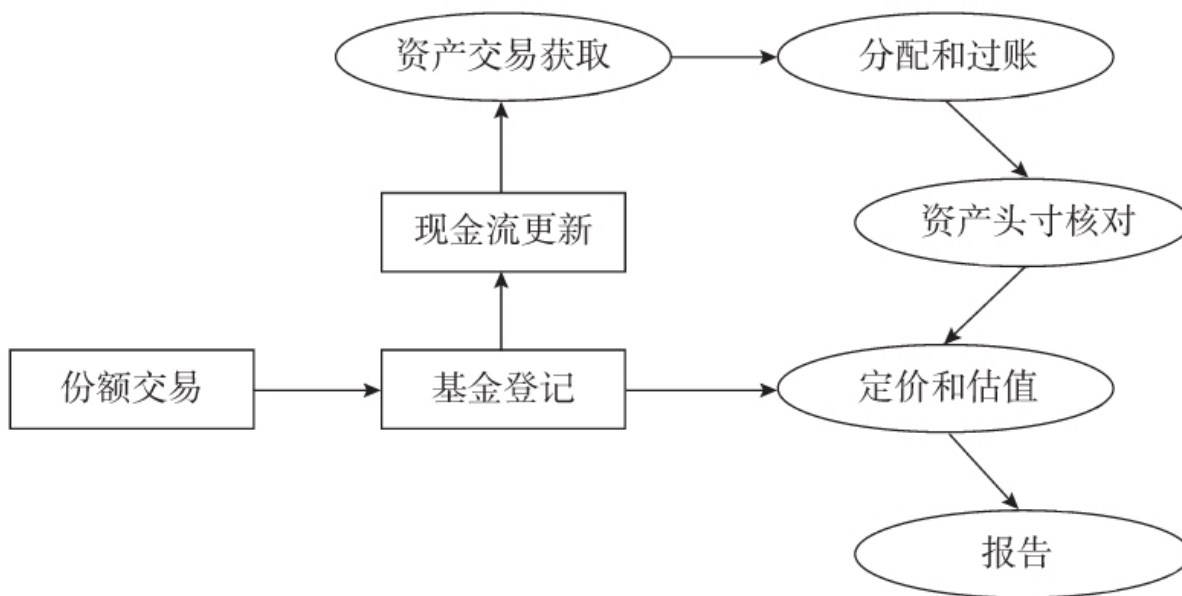 资产交易获取
分配和过账
现金流更新
资产头寸核对
份额交易
基金登记
定价和估值
报告